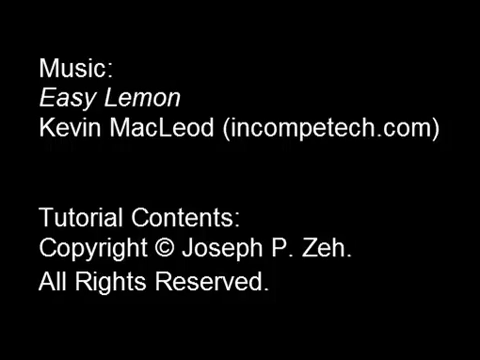 Music:
Easy Lemon
Kevin MacLeod (incompetech.com)
Tutorial Contents:
Copyright © Joseph P. Zeh.
All Rights Reserved.